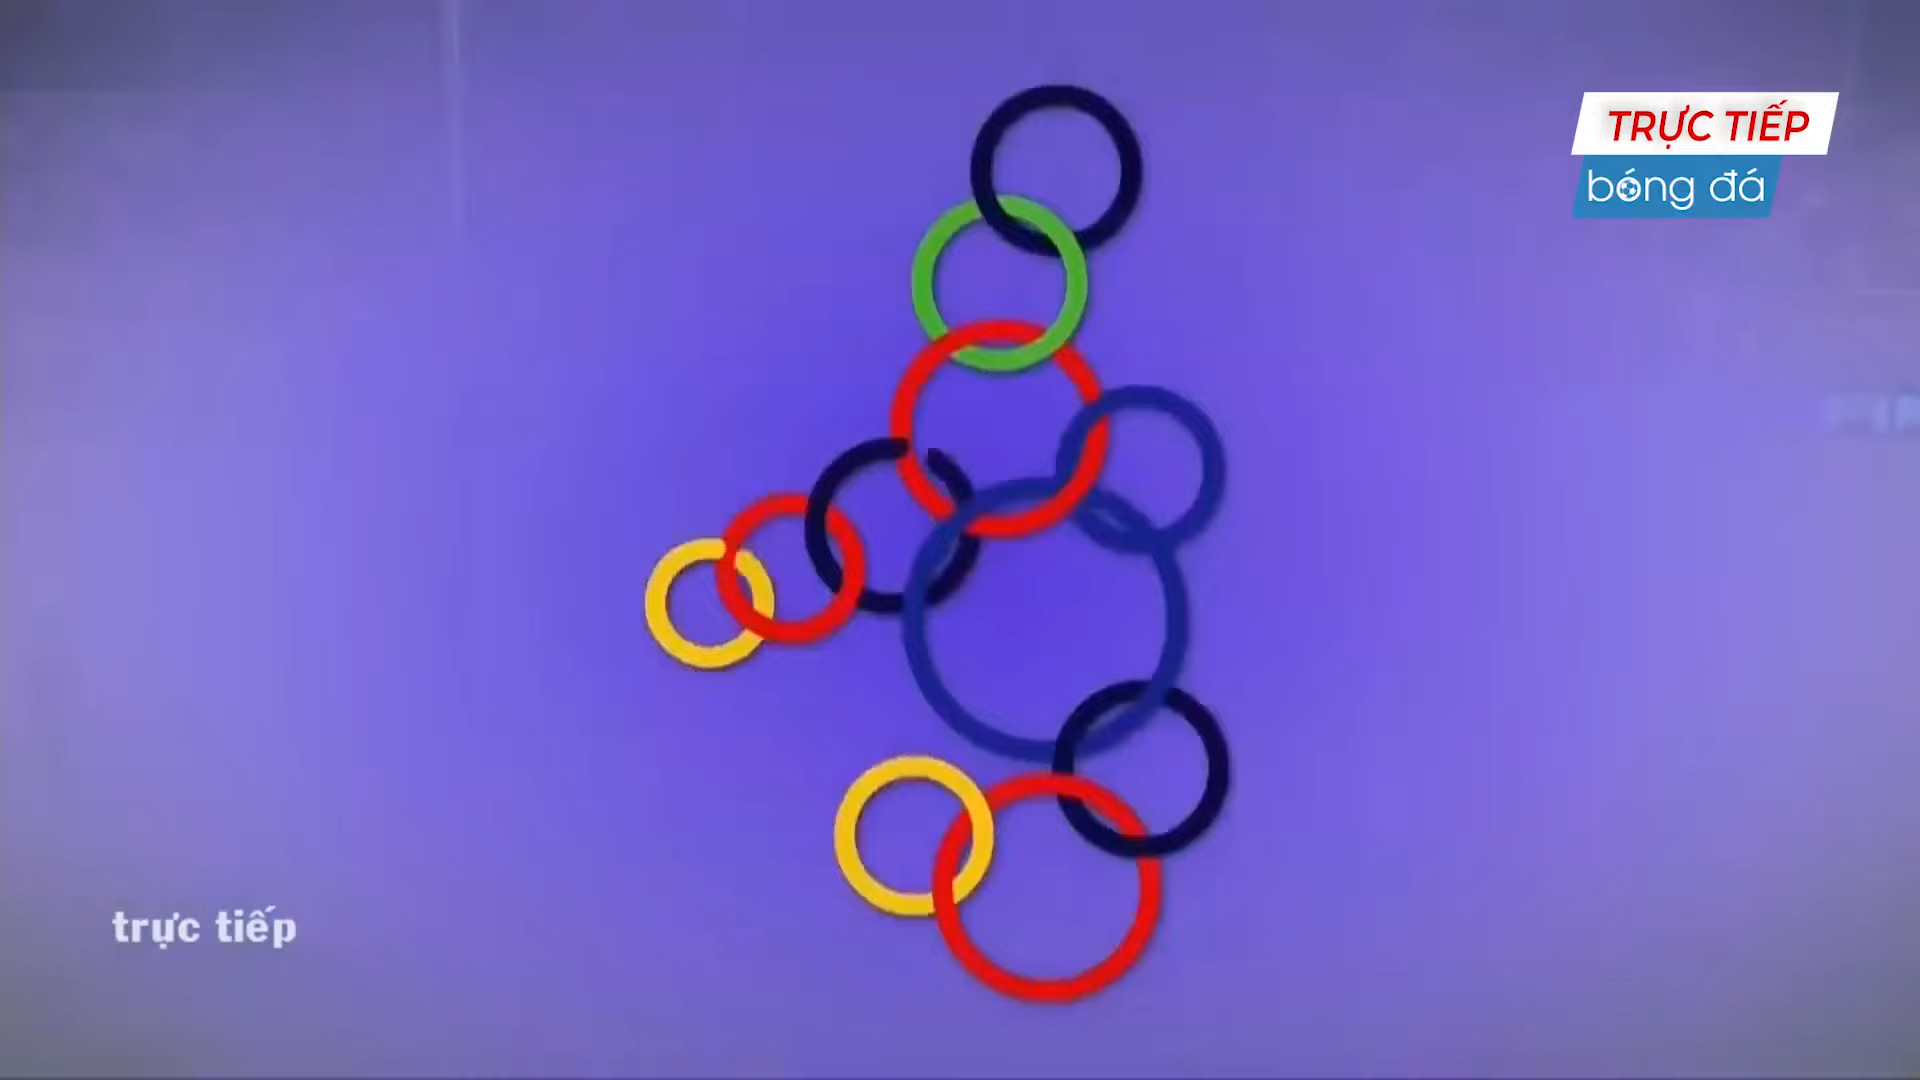 TRỰC TIẾP
bóng đá
trực tiếp